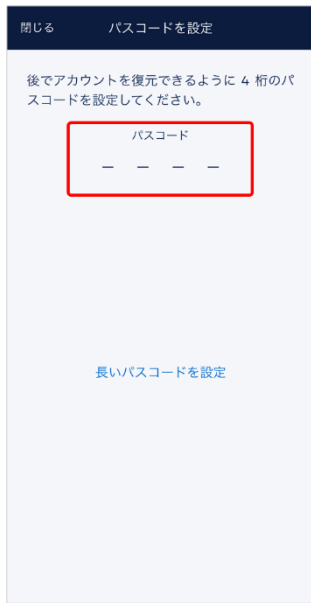 閉じる パスコードを設定
後でアカウントを復元できるように 4 桁のパ
スコードを設定してください。
パスコード
長いパスコードを設定